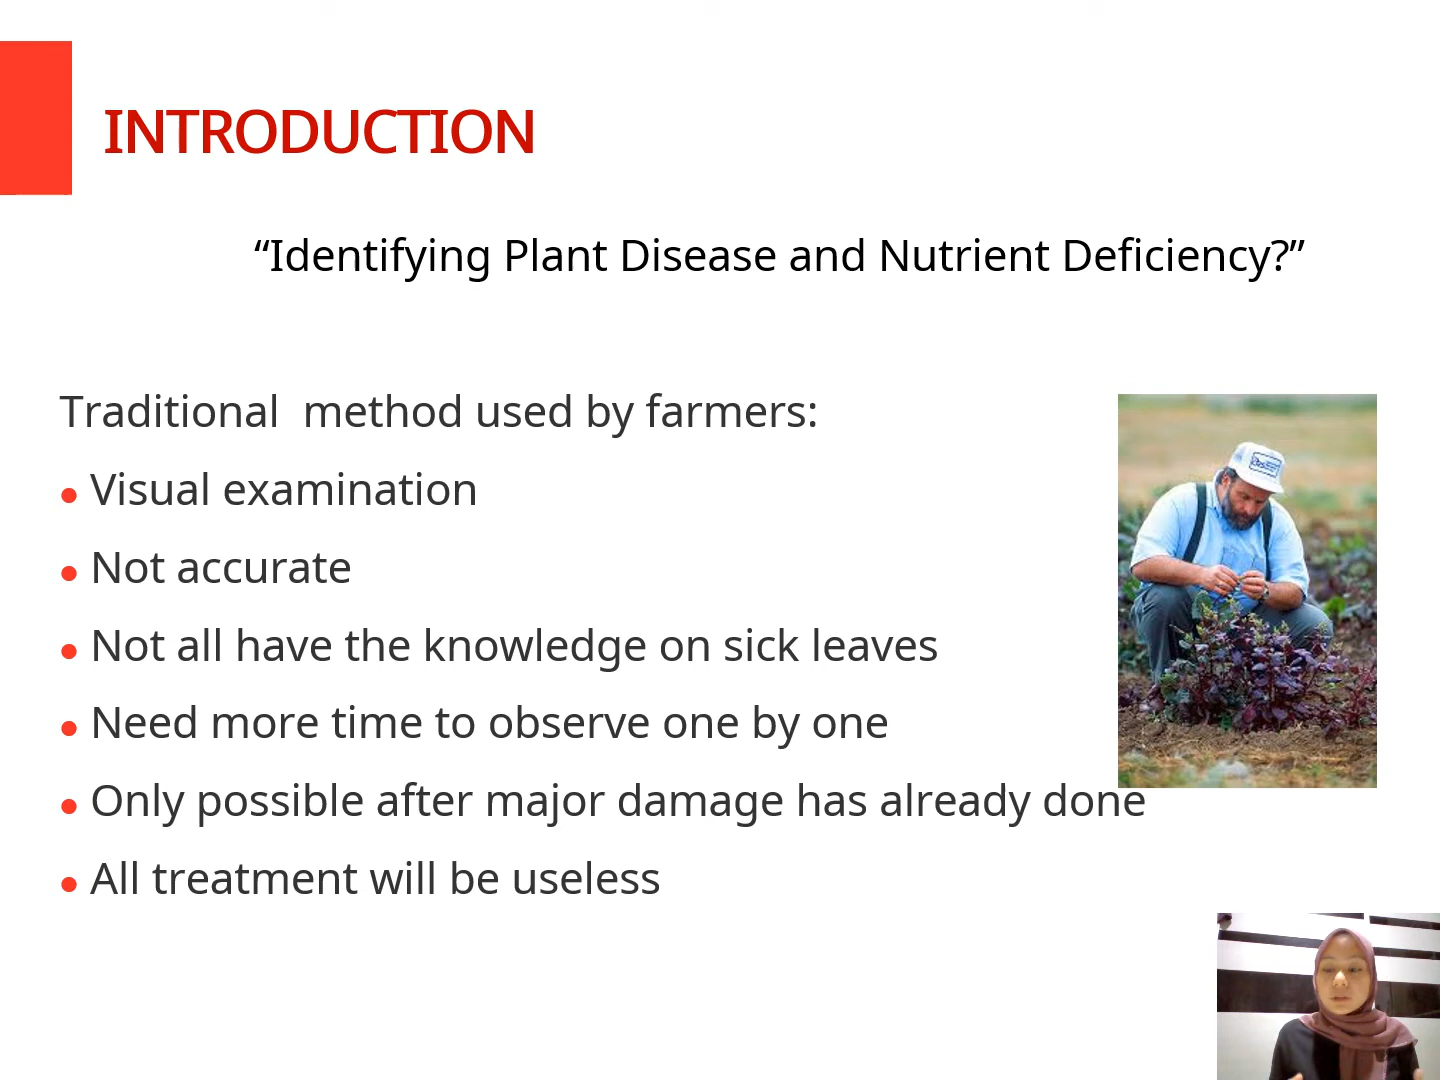 INTRODUCTION
“Identifying Plant Disease and Nutrient Deficiency?”
Traditional  method used by farmers:
• Visual examination
• Not accurate
• Not all have the knowledge on sick leaves
• Need more time to observe one by one
• Only possible after major damage has already done
• All treatment will be useless